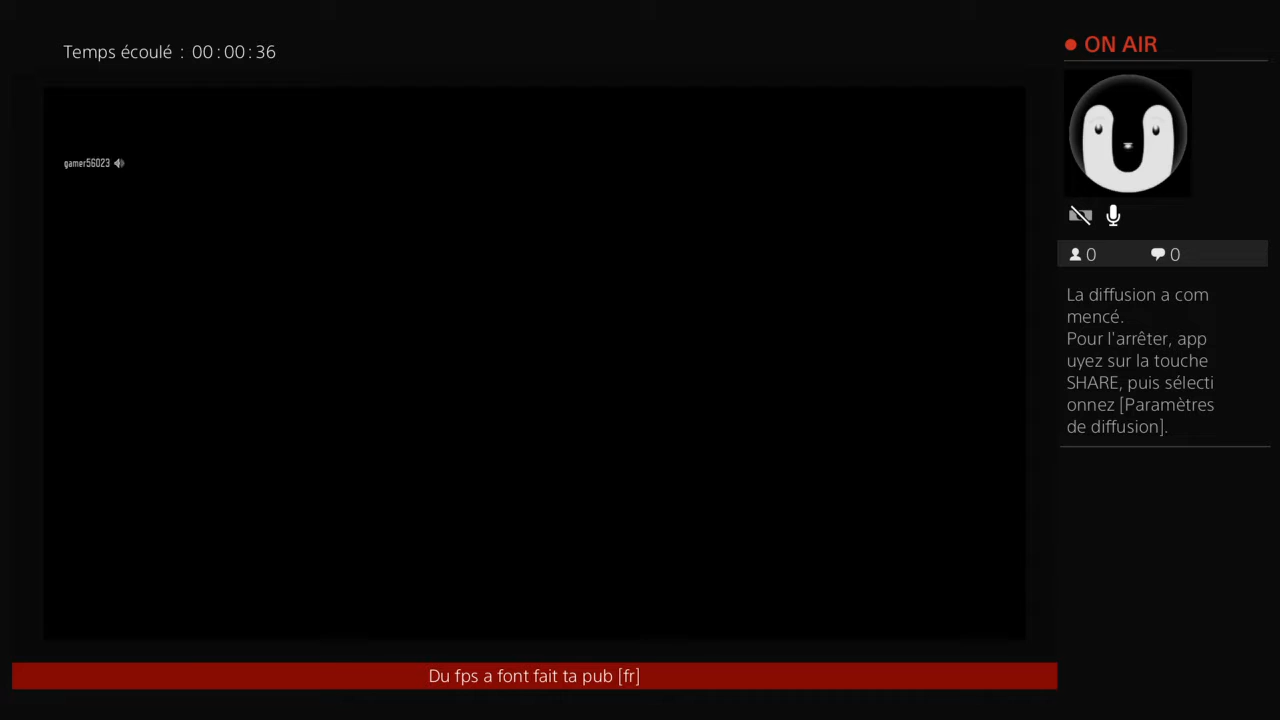 Temps écoulé : 00:00:36
ON AIR
gamer56023
0 0
La diffusion a com
mencé.
Pour l'arrêter, app
uyez sur la touche
SHARE, puis sélecti
onnez [Paramètres
de diffusion].
Du fps a font fait ta pub [fr]